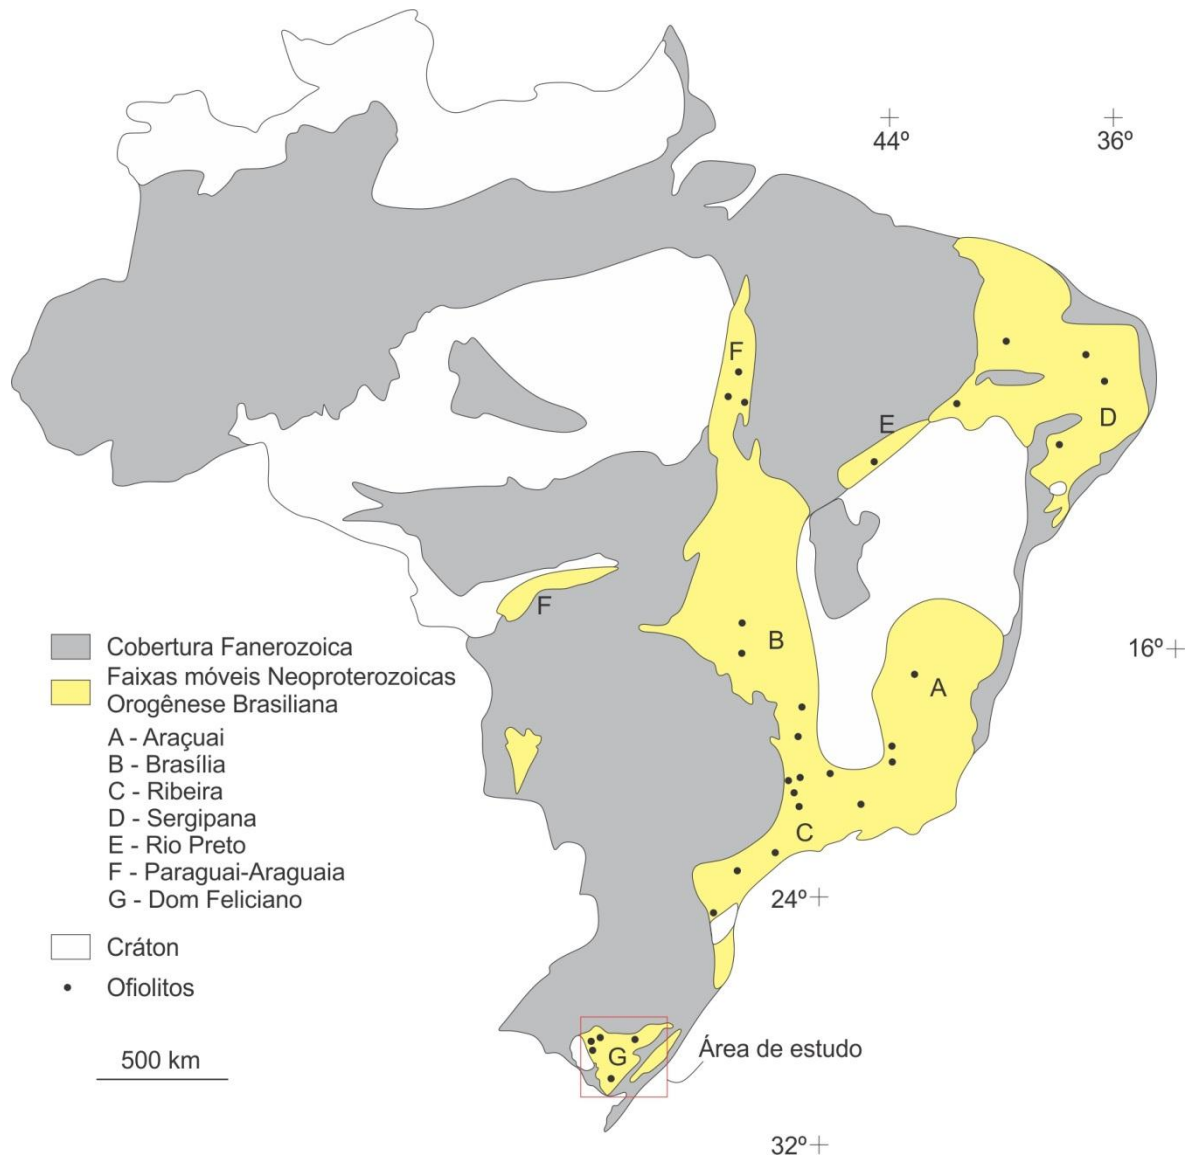 44º
36º
F
D
E
F
B
16º
A
Cobertura Fanerozoica
Faixas móveis Neoproterozoicas
Orogênese Brasiliana
A - Araçuai
B - Brasília
C - Ribeira
D - Sergipana
E - Rio Preto
F - Paraguai-Araguaia
G - Dom Feliciano
C
24º
Cráton
Ofiolitos
500 km
G
Área de estudo
32º